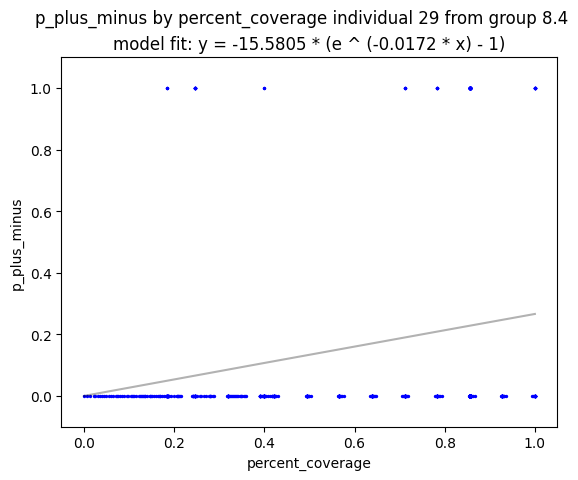 p_plus_minus by percent_coverage individual 29 from group 8.4
model fit: y = -15.5805 * (e ^ (-0.0172 * x) - 1)
1.0
0.8
0.6
0.4
0.2
0.0
p_plus_minus
0.0 0.2 0.4 0.6 0.8 1.0
percent_coverage